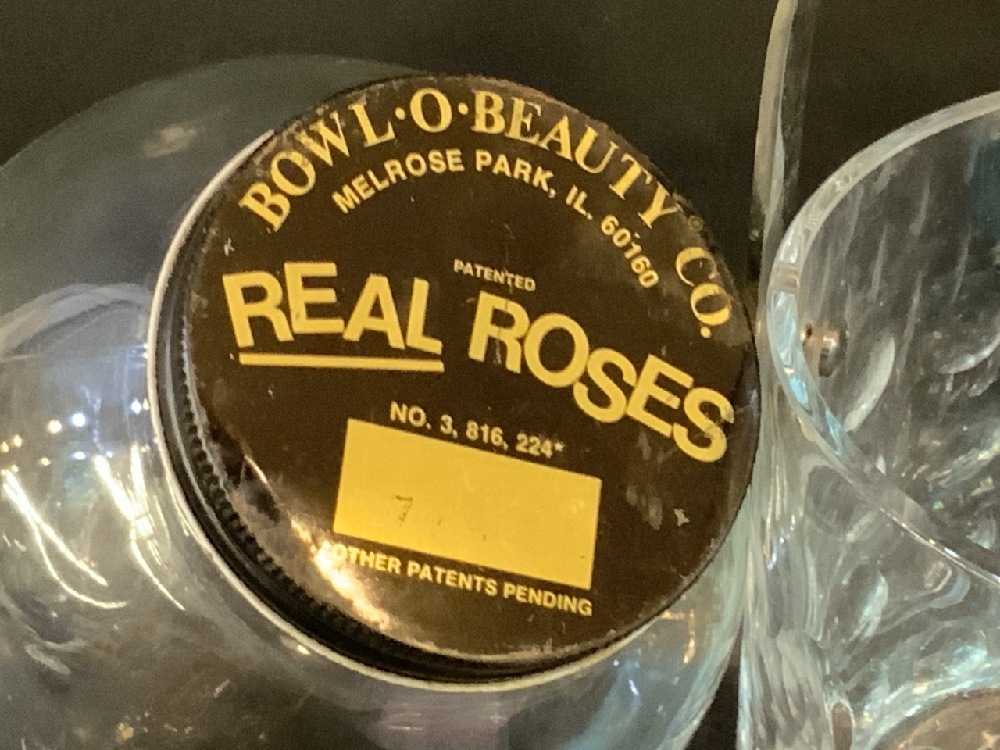 BOWL·O·BEAUTY® CO.
MELROSE PARK, IL. 60160
PATENTED
REAL ROSES
NO. 3, 816, 224*
*OTHER PATENTS PENDING